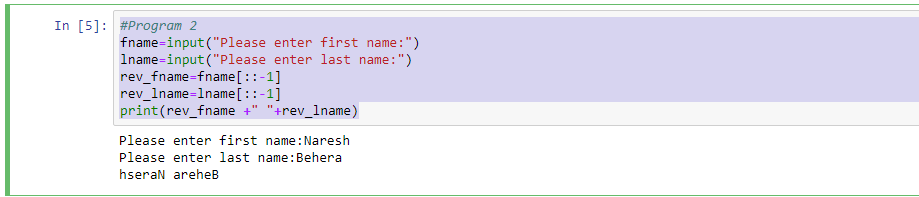 In [5]: #Program 2
fname=input("Please enter first name:")
lname=input("Please enter last name:")
rev_fname=fname[::-1]
rev_lname=lname[::-1]
print(rev_fname +" "+rev_lname)
Please enter first name:Naresh
Please enter last name:Behera
hseraN areheB